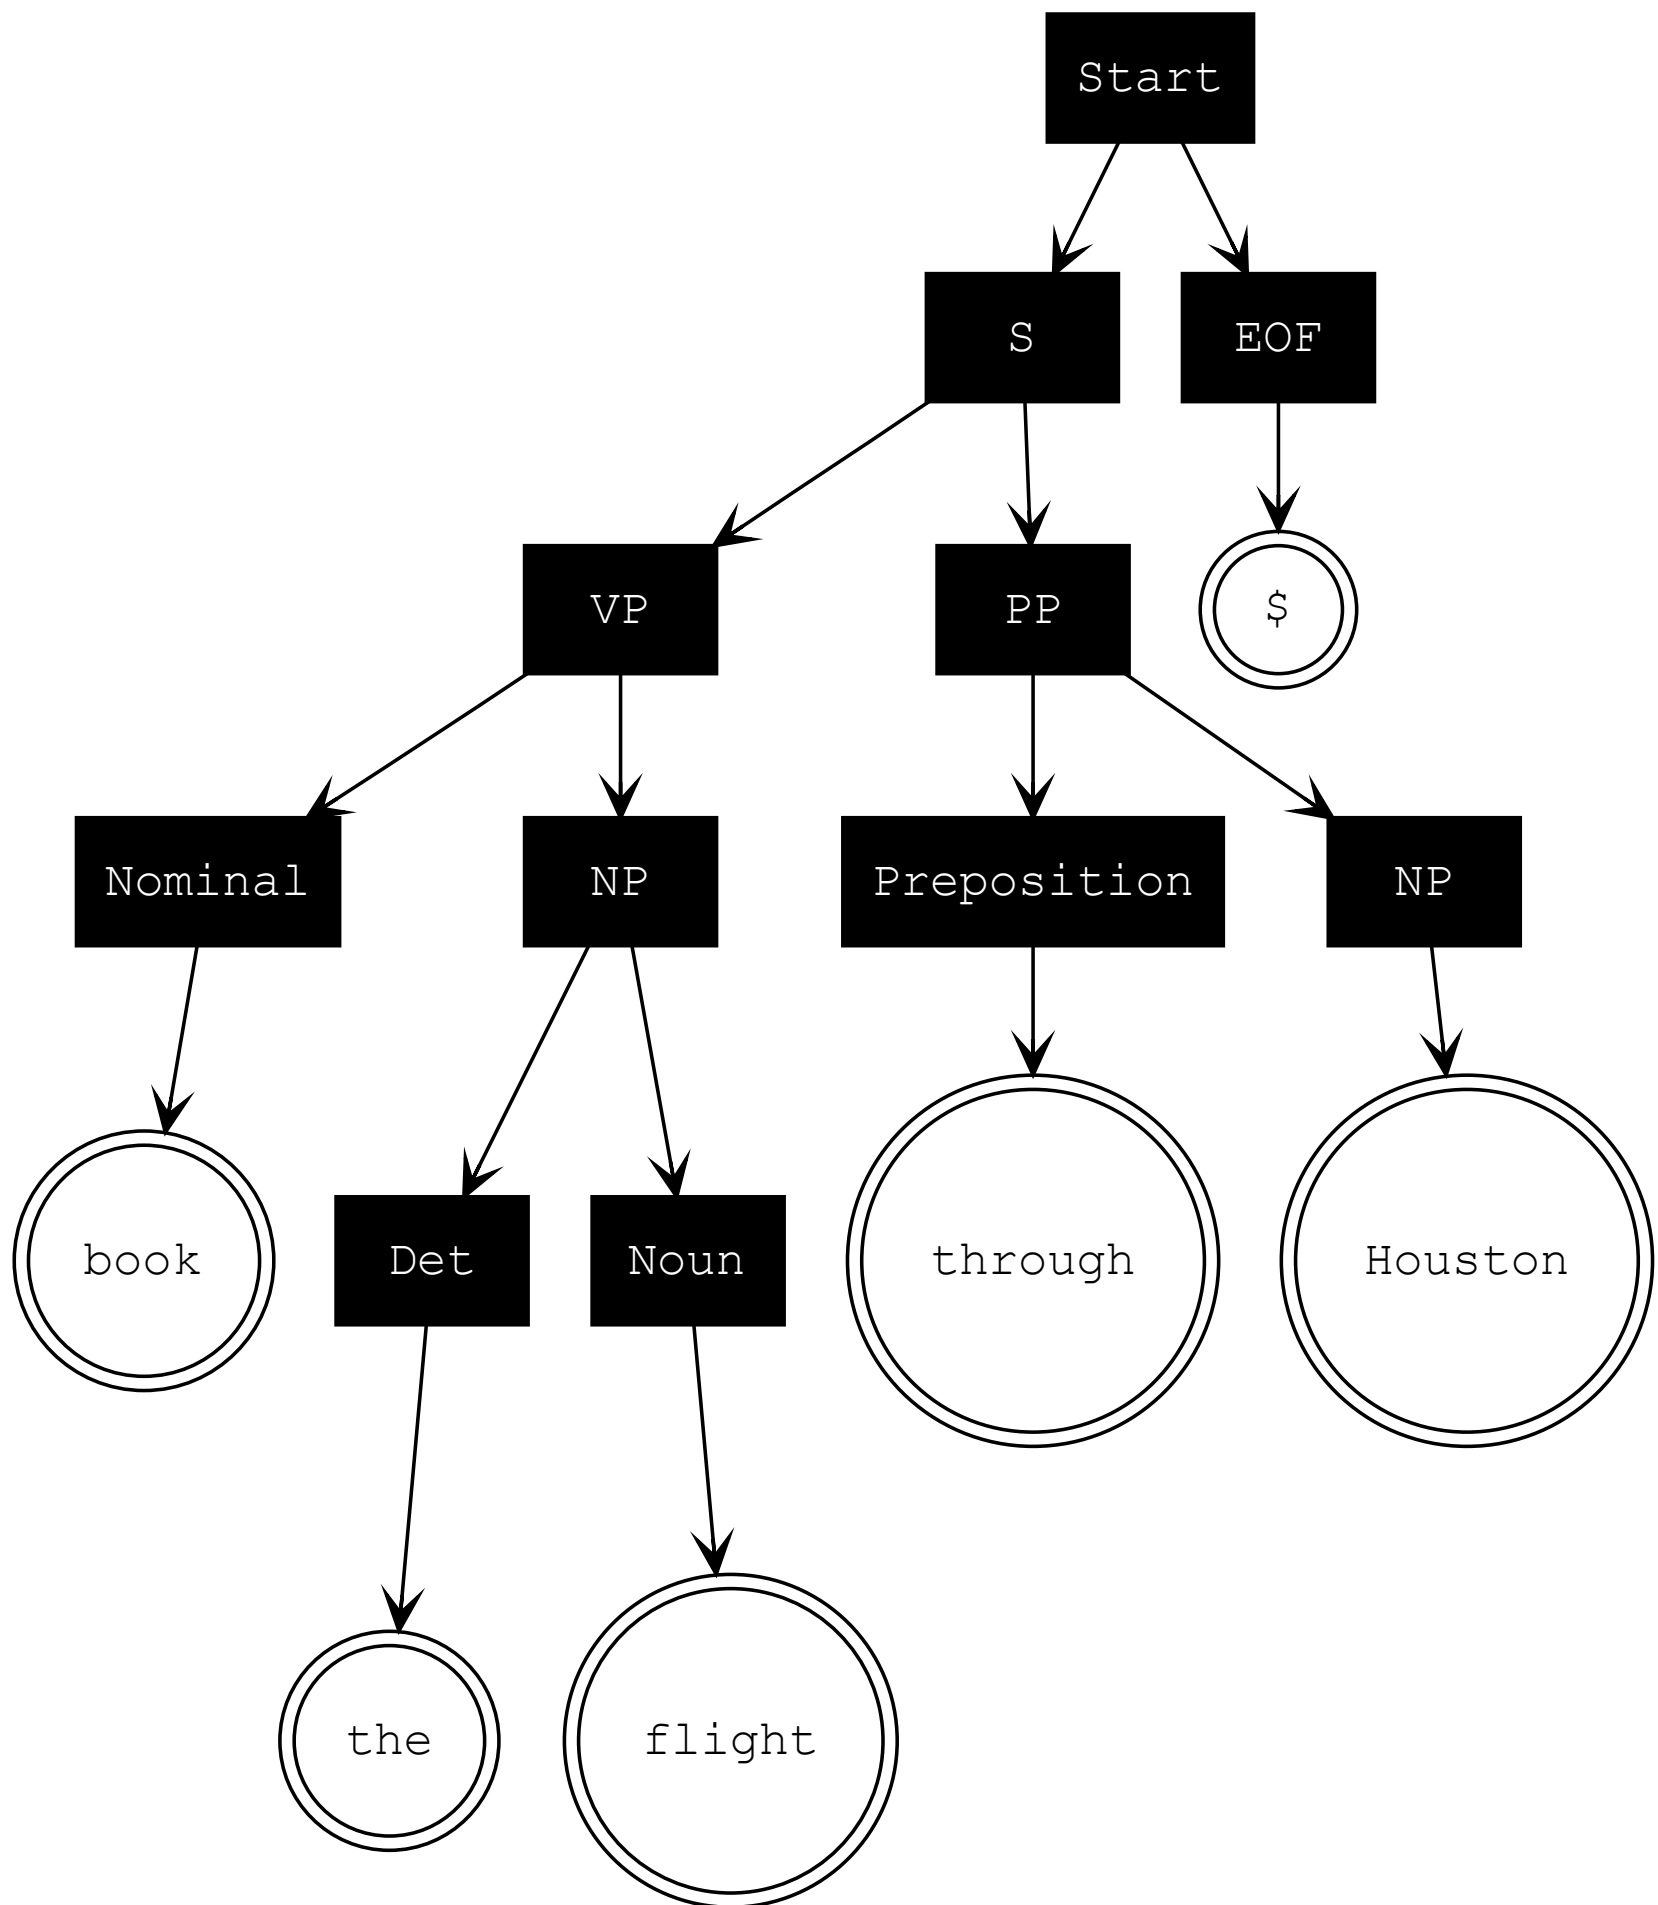 Start
S EOF
VP PP $
Nominal NP Preposition NP
book Det Noun through Houston
the flight